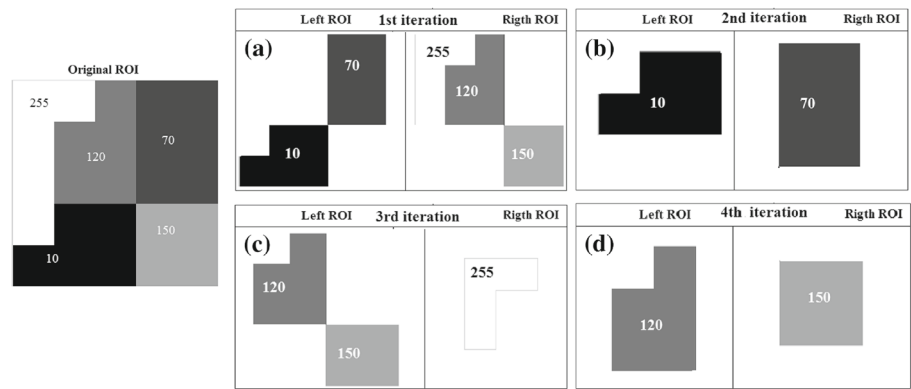 Original ROI
255
120
70
10
150
Left ROI 1st iteration Rigth ROI
(a)
70
10
255
120
150
Left ROI 2nd iteration Rigth ROI
(b)
10
70
Left ROI 3rd iteration Rigth ROI
(c)
120
150
255
Left ROI 4th iteration Rigth ROI
(d)
120
150